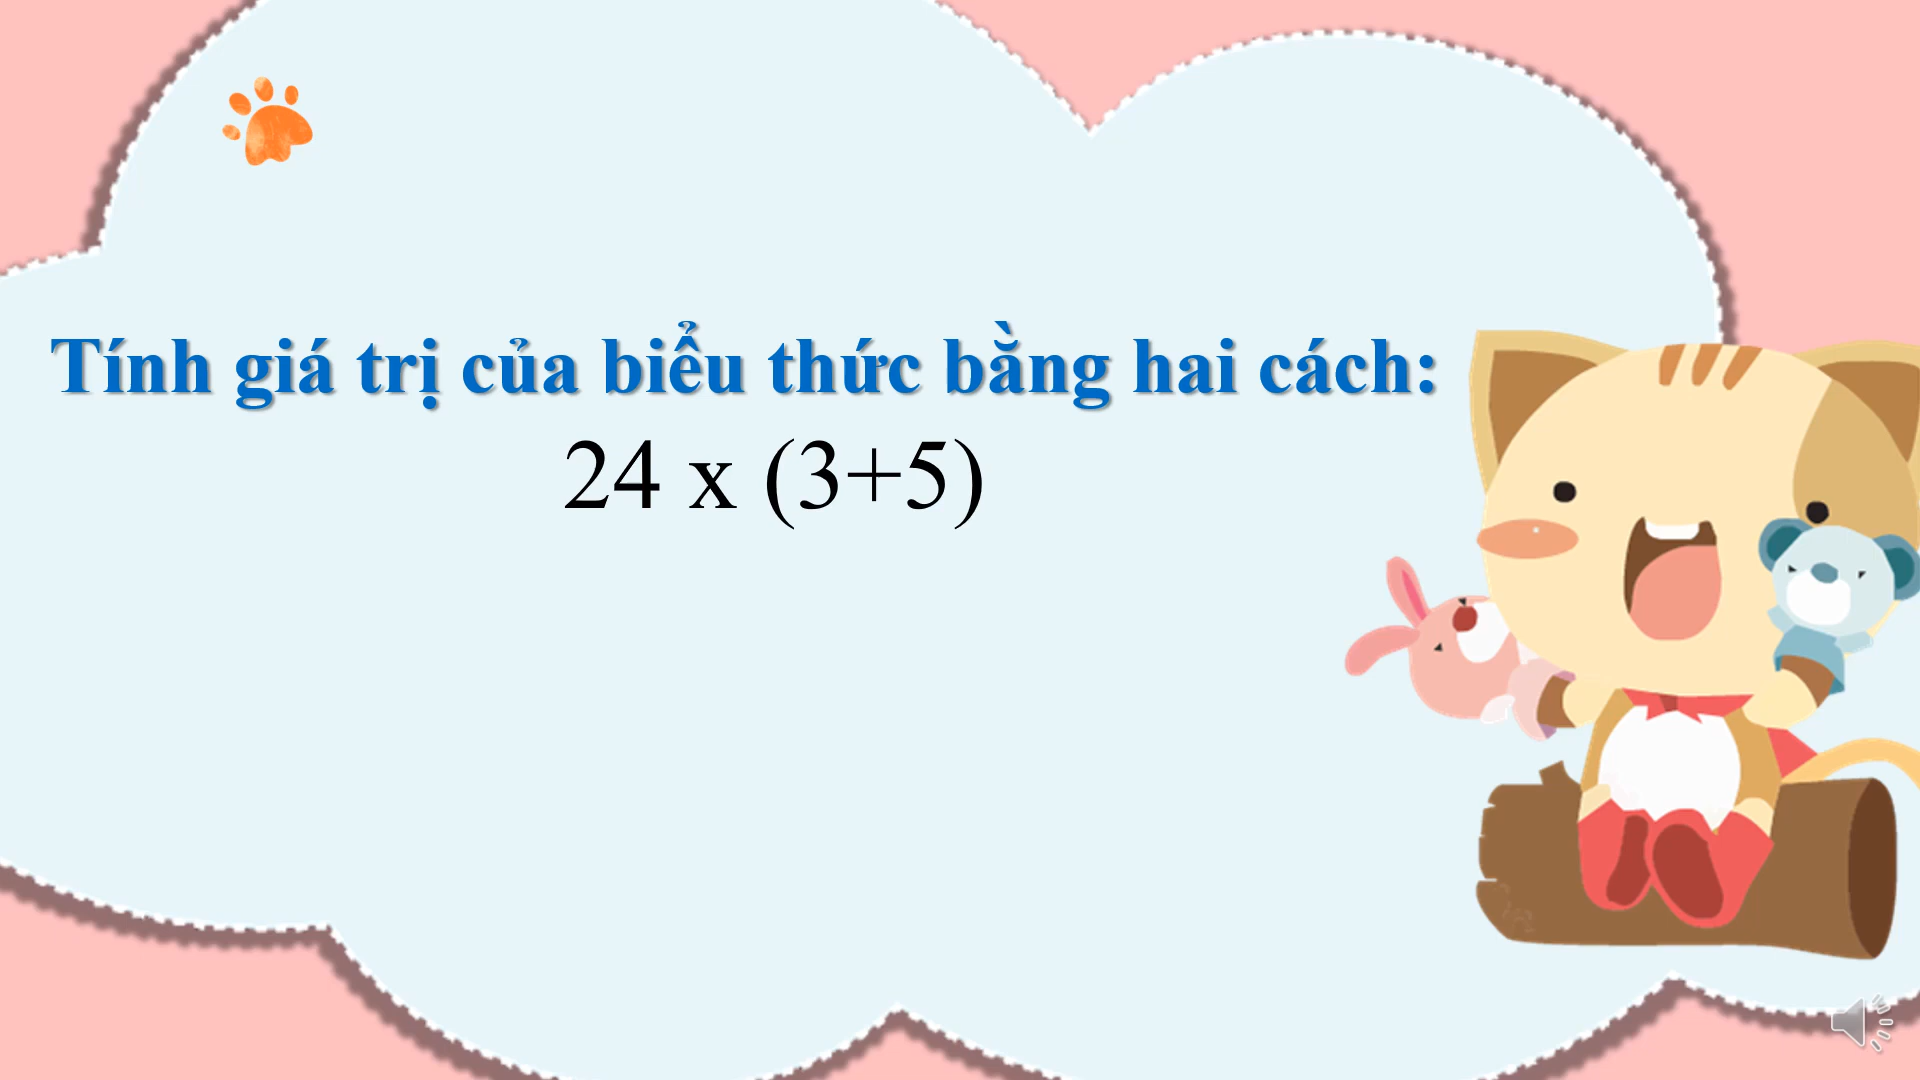 Tính giá trị của biểu thức bằng hai cách:
24 x (3+5)